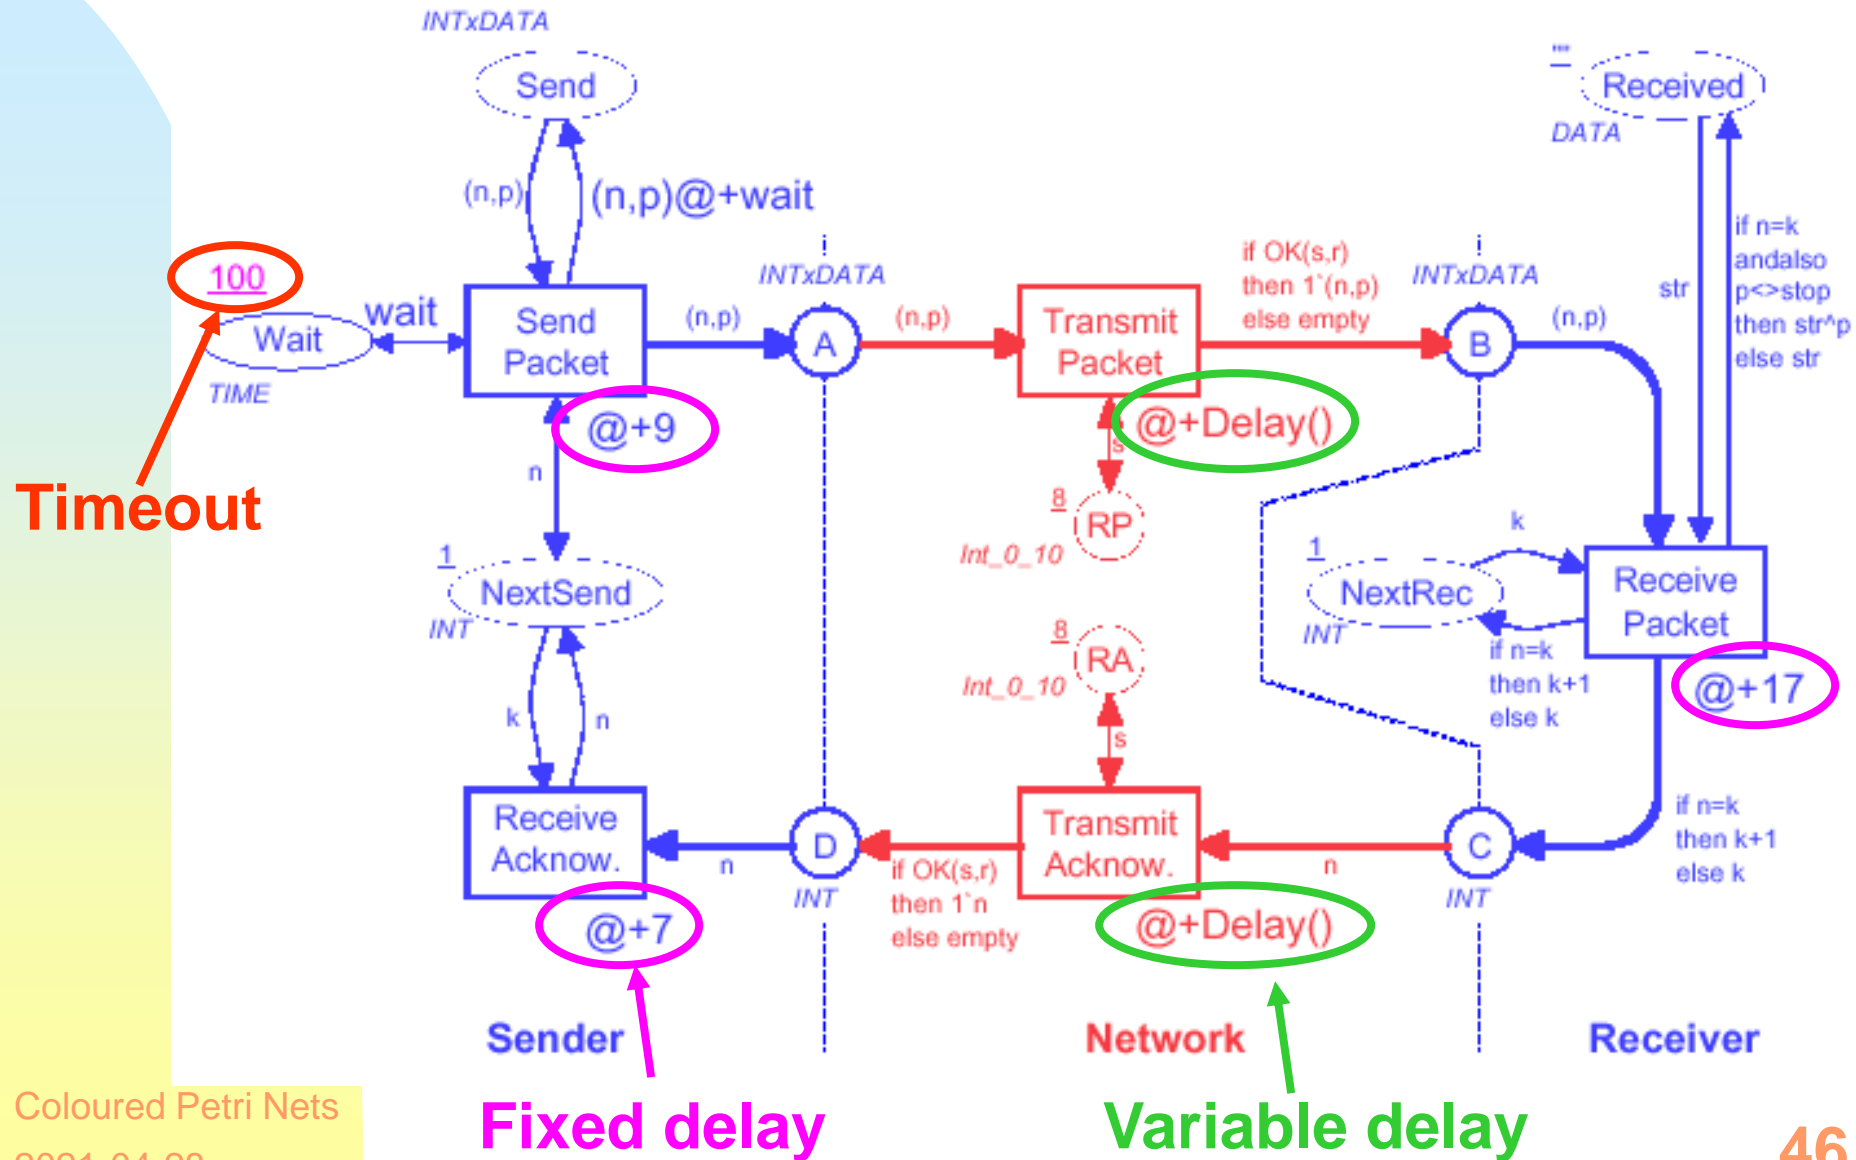 INTxDATA
Send
""
Received
DATA
(n,p)
(n,p)@+wait
100
Wait
TIME
wait
Send
Packet
@+9
(n,p)
INTxDATA
A
(n,p)
Transmit
Packet
@+Delay()
if OK(s,r)
then 1`(n,p)
else empty
INTxDATA
B
(n,p)
str
if n=k
andalso
p<>stop
then str^p
else str
Timeout
n
s
8
RP
Int_0_10
1
NextSend
INT
8
RA
Int_0_10
s
1
NextRec
INT
k
if n=k
then k+1
else k
Receive
Packet
@+17
k
n
Receive
Acknow.
@+7
n
D
INT
if OK(s,r)
then 1`n
else empty
Transmit
Acknow.
@+Delay()
n
C
INT
if n=k
then k+1
else k
Sender
Network
Receiver
Fixed delay
Variable delay
Coloured Petri Nets
46